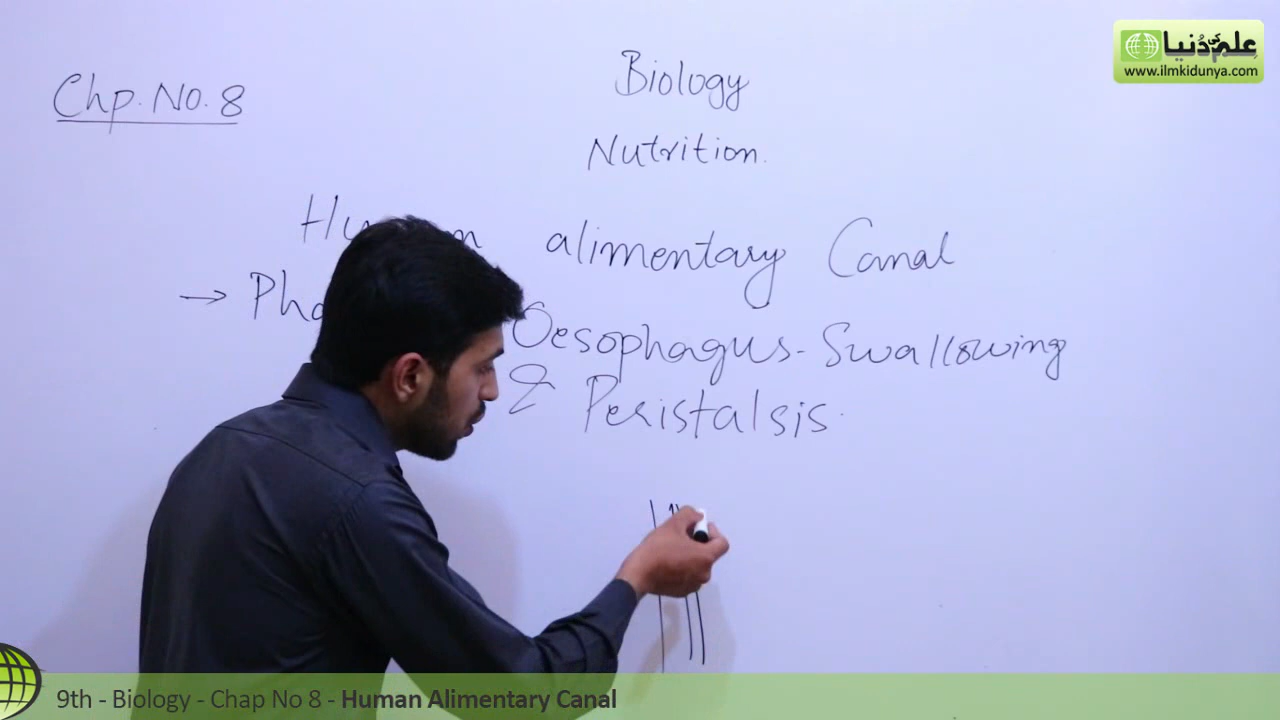 علم کی دُنیا
www.ilmkidunya.com
Chp. No. 8
Biology
Nutrition.
alimentary Canal
→ Oesophagus - Swallowing
& Peristalsis.
9th - Biology - Chap No 8 - Human Alimentary Canal